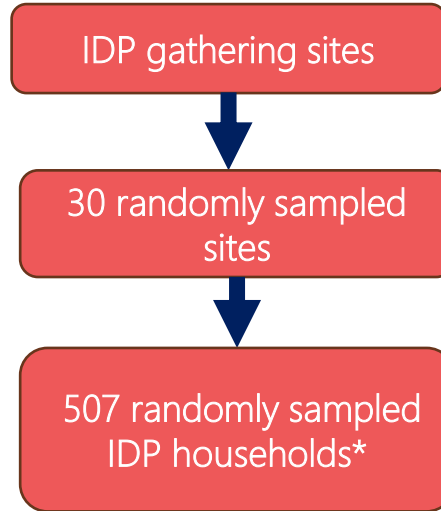 IDP gathering sites
30 randomly sampled
sites
507 randomly sampled
IDP households*